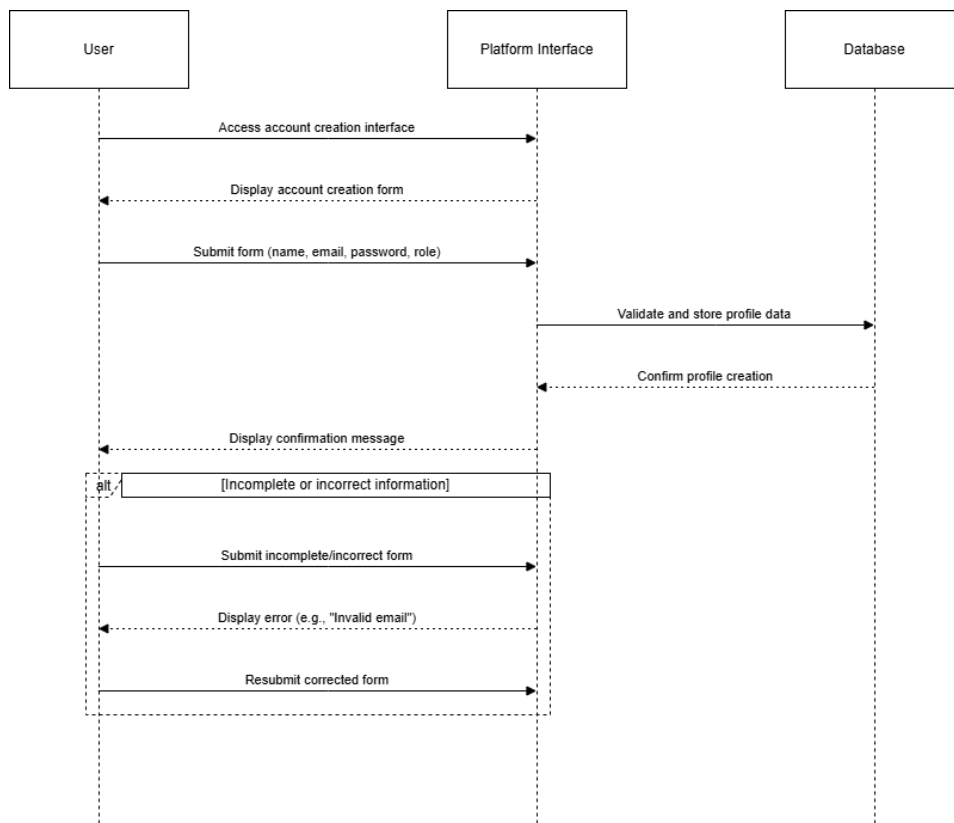 User
Platform Interface
Database
Access account creation interface
Display account creation form
Submit form (name, email, password, role)
Validate and store profile data
Confirm profile creation
Display confirmation message
alt
[Incomplete or incorrect information]
Submit incomplete/incorrect form
Display error (e.g., "Invalid email")
Resubmit corrected form